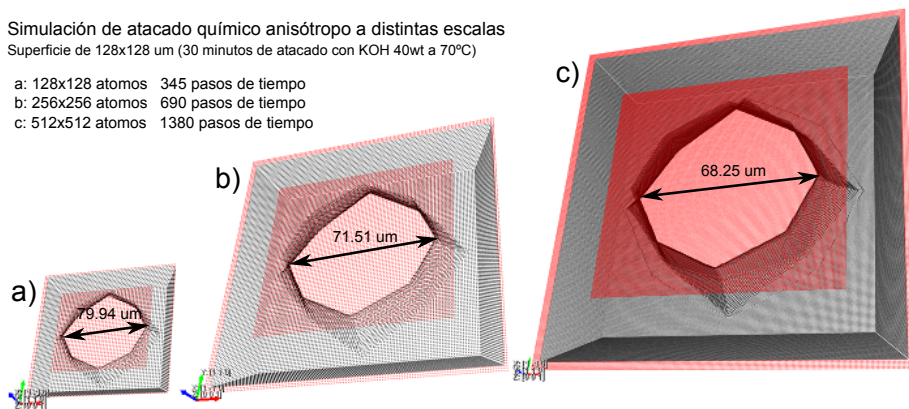 Simulación de atacado químico anisótropo a distintas escalas
Superficie de 128x128 um (30 minutos de atacado con KOH 40wt a 70ºC)
a: 128x128 atomos 345 pasos de tiempo
b: 256x256 atomos 690 pasos de tiempo
c: 512x512 atomos 1380 pasos de tiempo
a)
79.94 um
b)
71.51 um
c)
68.25 um